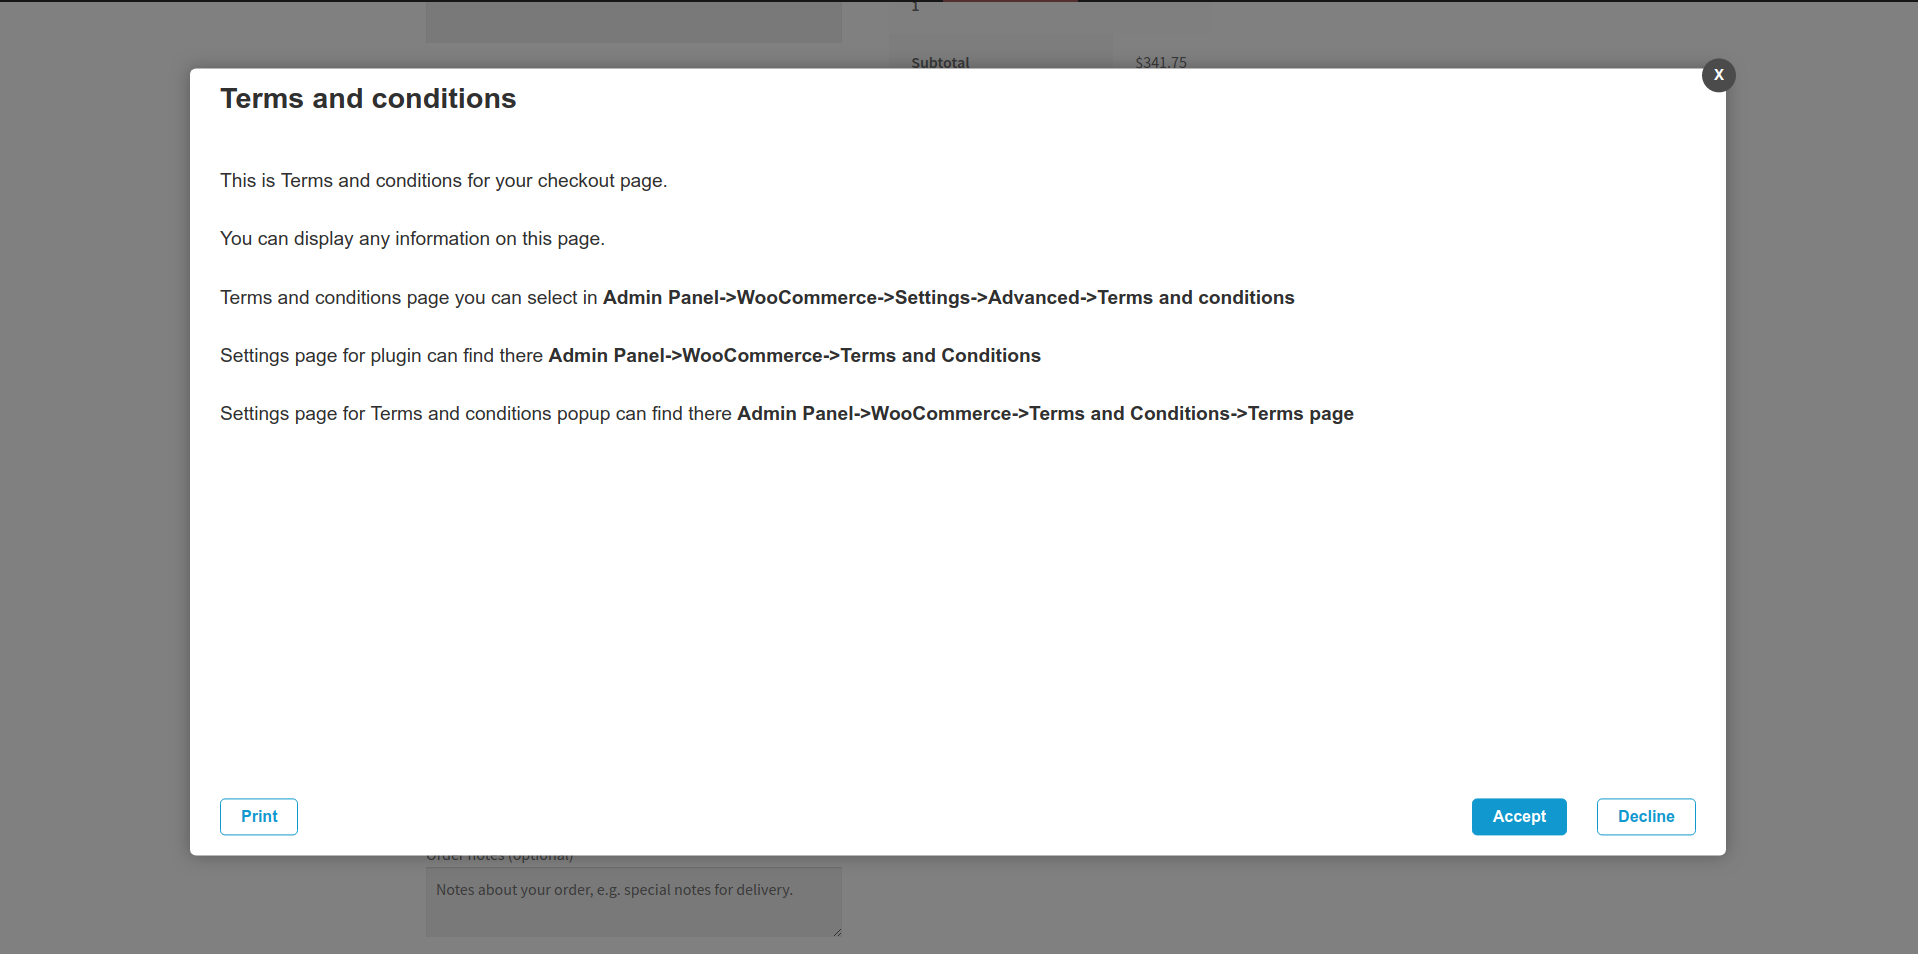 1
Subtotal $341.75
X
Terms and conditions
This is Terms and conditions for your checkout page.
You can display any information on this page.
Terms and conditions page you can select in Admin Panel->WooCommerce->Settings->Advanced->Terms and conditions
Settings page for plugin can find there Admin Panel->WooCommerce->Terms and Conditions
Settings page for Terms and conditions popup can find there Admin Panel->WooCommerce->Terms and Conditions->Terms page
Print Accept Decline
Order notes (optional)
Notes about your order, e.g. special notes for delivery.